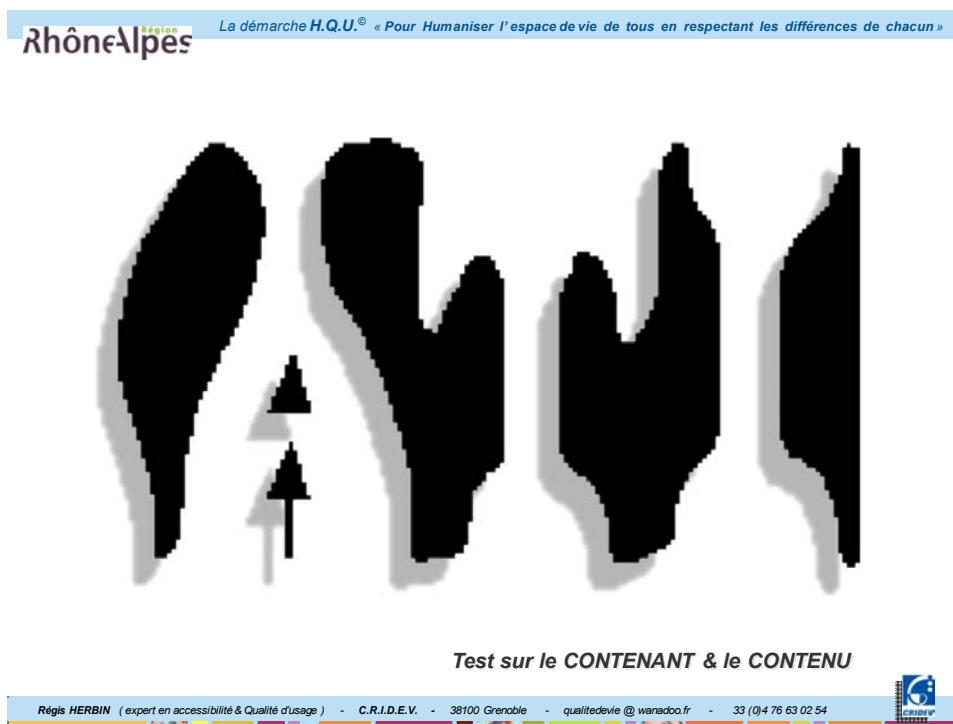 La démarche H.Q.U.© « Pour Humaniser l'espace de vie de tous en respectant les différences de chacun »
Région
RhôneAlpes
Test sur le CONTENANT & le CONTENU
Régis HERBIN ( expert en accessibilité & Qualité d'usage ) - C.R.I.D.E.V. - 38100 Grenoble - qualitedevie @ wanadoo.fr - 33 (0)4 76 63 02 54
CRIDEV